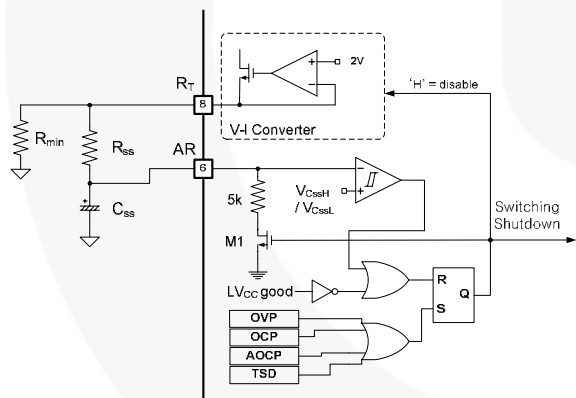 2V
+
−
R_T
8
V-I Converter
'H' = disable
R_min
R_ss
AR
6
+
C_ss
5k
−
+
V_CssH
/ V_CssL
M1
Switching
Shutdown
LV_CC good
R
Q
S
OVP
OCP
AOCP
TSD